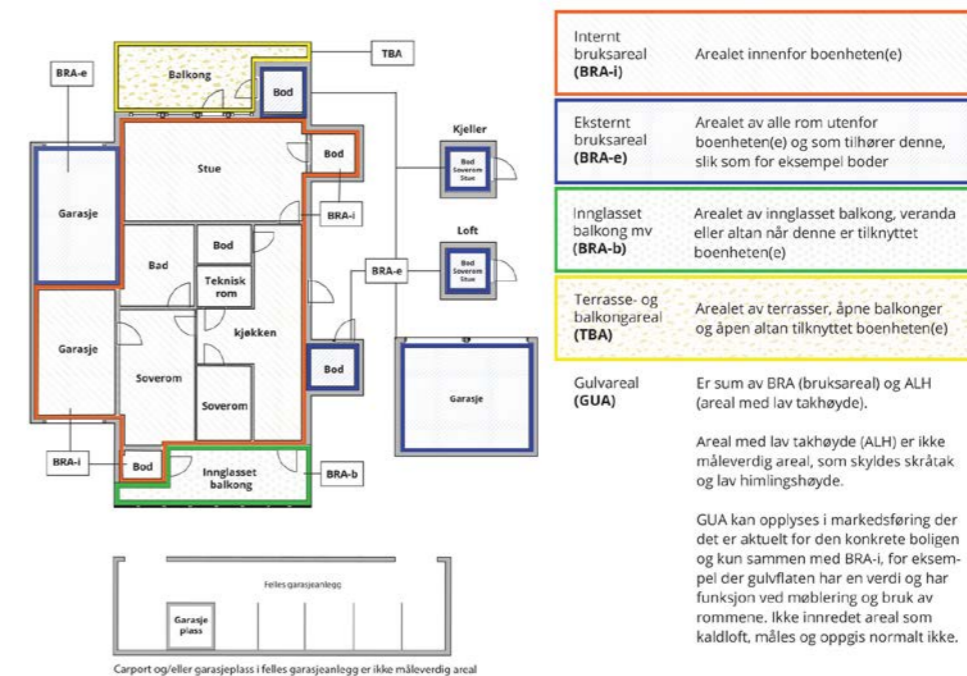 TBA
BRA-e
Balkong
Bod
Kjeller
Bod
Soverom
Stue
Stue
Bod
Garasje
BRA-i
Loft
Bod
Soverom
Stue
Bad
Bod
BRA-e
Teknisk
rom
kjøkken
Garasje
Soverom
Bod
Garasje
Soverom
BRA-i
Bod
Innglasset
balkong
BRA-b
Felles garasjeanlegg
Garasje
plass
Carport og/eller garasjeplass i felles garasjeanlegg er ikke måleverdig areal
Internt
bruksareal
(BRA-i)
Arealet innenfor boenheten(e)
Eksternt
bruksareal
(BRA-e)
Arealet av alle rom utenfor
boenheten(e) og som tilhører denne,
slik som for eksempel boder
Innglasset
balkong mv
(BRA-b)
Arealet av innglasset balkong, veranda
eller altan når denne er tilknyttet
boenheten(e)
Terrasse- og
balkongareal
(TBA)
Arealet av terrasser, åpne balkonger
og åpen altan tilknyttet boenheten(e)
Gulvareal
(GUA)
Er sum av BRA (bruksareal) og ALH
(areal med lav takhøyde).
Areal med lav takhøyde (ALH) er ikke
måleverdig areal, som skyldes skråtak
og lav himlingshøyde.
GUA kan opplyses i markedsføring der
det er aktuelt for den konkrete boligen
og kun sammen med BRA-i, for eksem-
pel der gulvflaten har en verdi og har
funksjon ved møblering og bruk av
rommene. Ikke innredet areal som
kaldloft, måles og oppgis normalt ikke.